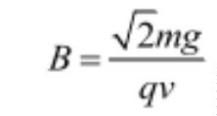 B = √2mg / qv